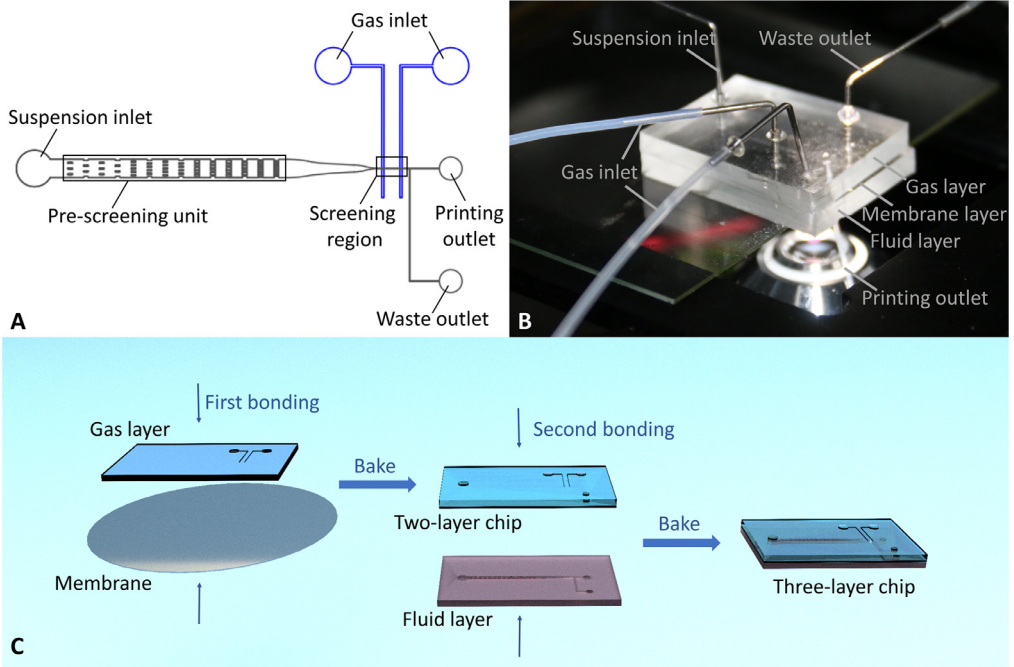 Gas inlet
Suspension inlet
Pre-screening unit
Screening
region
Printing
outlet
Waste outlet
A
Suspension inlet
Waste outlet
Gas inlet
Gas layer
Membrane layer
Fluid layer
Printing outlet
B
First bonding
Gas layer
Membrane
Bake
Second bonding
Two-layer chip
Fluid layer
Bake
Three-layer chip
C